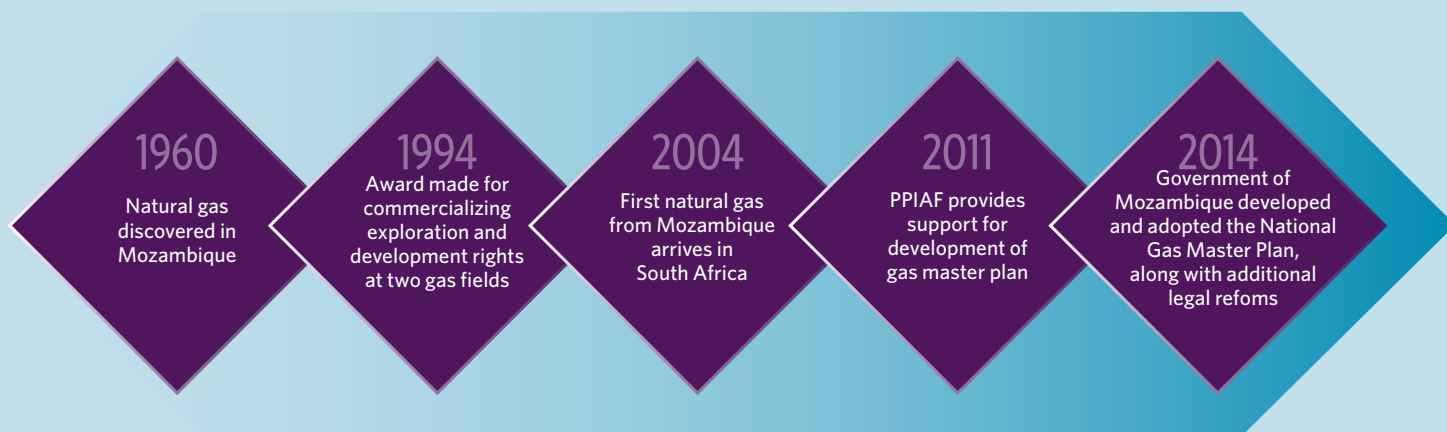 1960
Natural gas
discovered in
Mozambique
1994
Award made for
commercializing
exploration and
development rights
at two gas fields
2004
First natural gas
from Mozambique
arrives in
South Africa
2011
PPIAF provides
support for
development of
gas master plan
2014
Government of
Mozambique developed
and adopted the National
Gas Master Plan,
along with additional
legal refoms